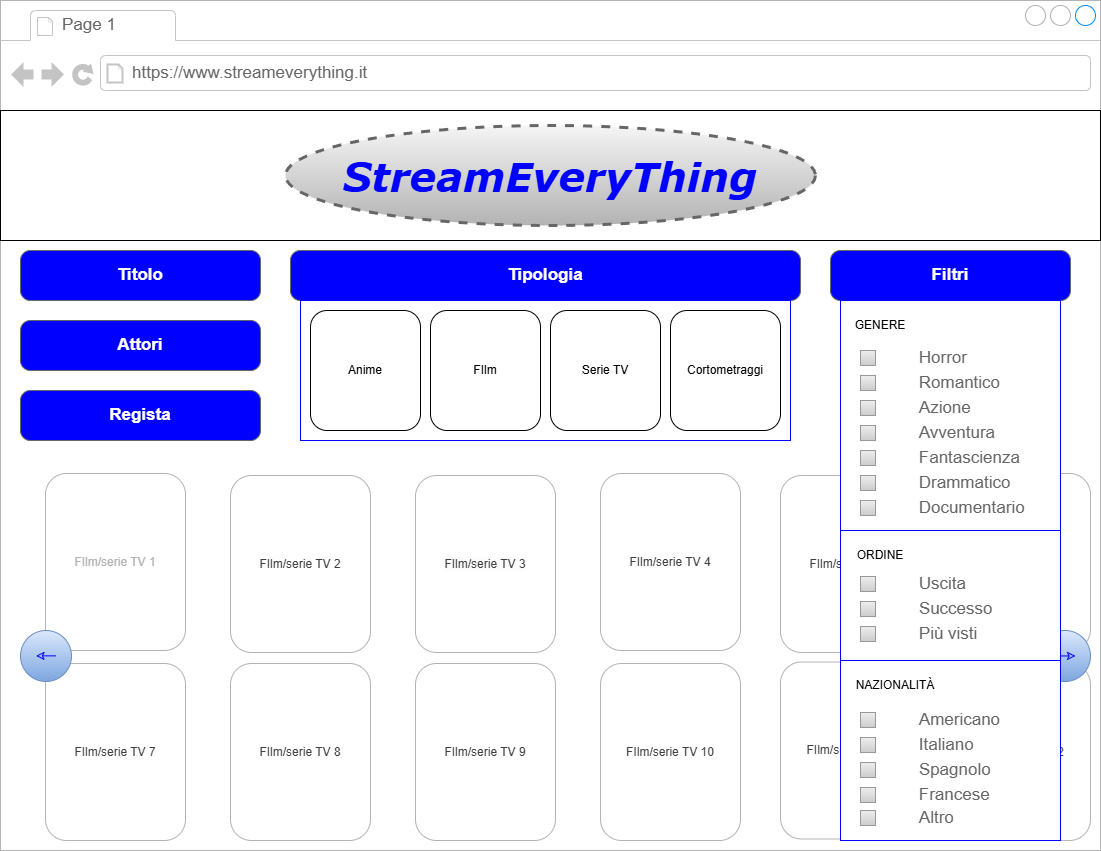 Page 1
https://www.streameverything.it
StreamEveryThing
Titolo
Attori
Regista
Tipologia
Anime
FIlm
Serie TV
Cortometraggi
Filtri
GENERE
Horror
Romantico
Azione
Avventura
Fantascienza
Drammatico
Documentario
ORDINE
Uscita
Successo
Più visti
NAZIONALITÀ
Americano
Italiano
Spagnolo
Francese
Altro
FIlm/serie TV 1
FIlm/serie TV 2
FIlm/serie TV 3
FIlm/serie TV 4
FIlm/s
FIlm/serie TV 7
FIlm/serie TV 8
FIlm/serie TV 9
FIlm/serie TV 10
FIlm/s
2